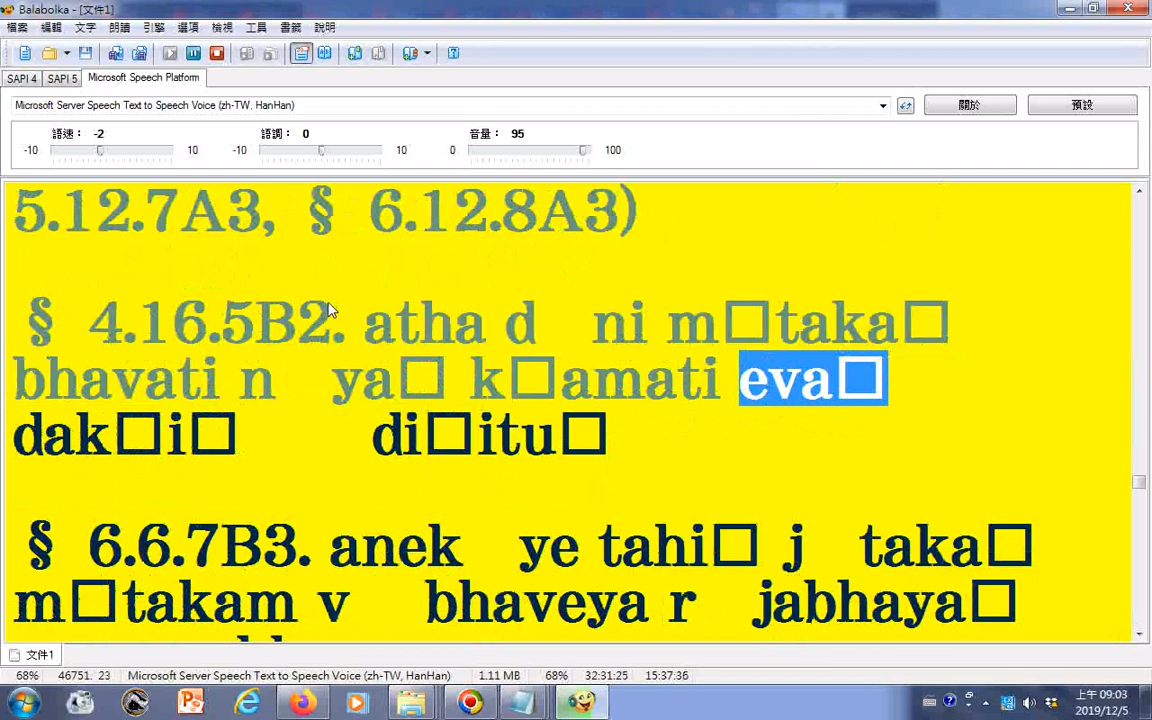 Balabolka - [文件1]
檔案 編輯 文字 朗讀 引擎 選項 檢視 工具 書籤 說明
SAPI 4 SAPI 5 Microsoft Speech Platform
Microsoft Server Speech Text to Speech Voice (zh-TW, HanHan) 關於 預設
語速： -2 語調： 0 音量： 95
-10 10 -10 10 0 100
5.12.7A3, § 6.12.8A3)
§ 4.16.5B2. atha d ni m□taka□
bhavati n ya□ k□amati eva□
dak□i□ di□itu□
§ 6.6.7B3. anek ye tahi□ j taka□
m□takam v bhaveya r jabhaya□
文件1
68% 46751. 23 Microsoft Server Speech Text to Speech Voice (zh-TW, HanHan) 1.11 MB 68% 32:31:25 15:37:36
上午 09:03
2019/12/5